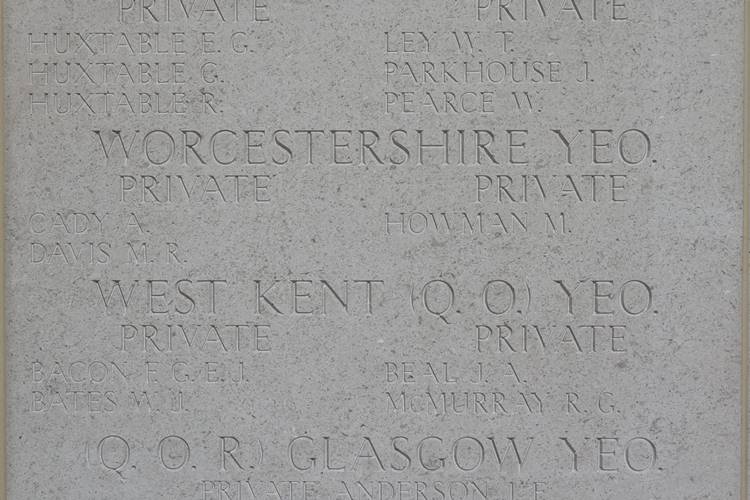 PRIVATE PRIVATE
HUXTABLE E. G. LEY W. T.
HUXTABLE G. PARKHOUSE J.
HUXTABLE R. PEARCE W.
WORCESTERSHIRE YEO.
PRIVATE PRIVATE
CADY A. HOWMAN M.
DAVIS M. R.
WEST KENT (Q. O.) YEO.
PRIVATE PRIVATE
BACON F. G. E. J. BEAL J. A.
BATES W. J. McMURRAY R. G.
(Q. O. R.) GLASGOW YEO.
PRIVATE ANDERSON